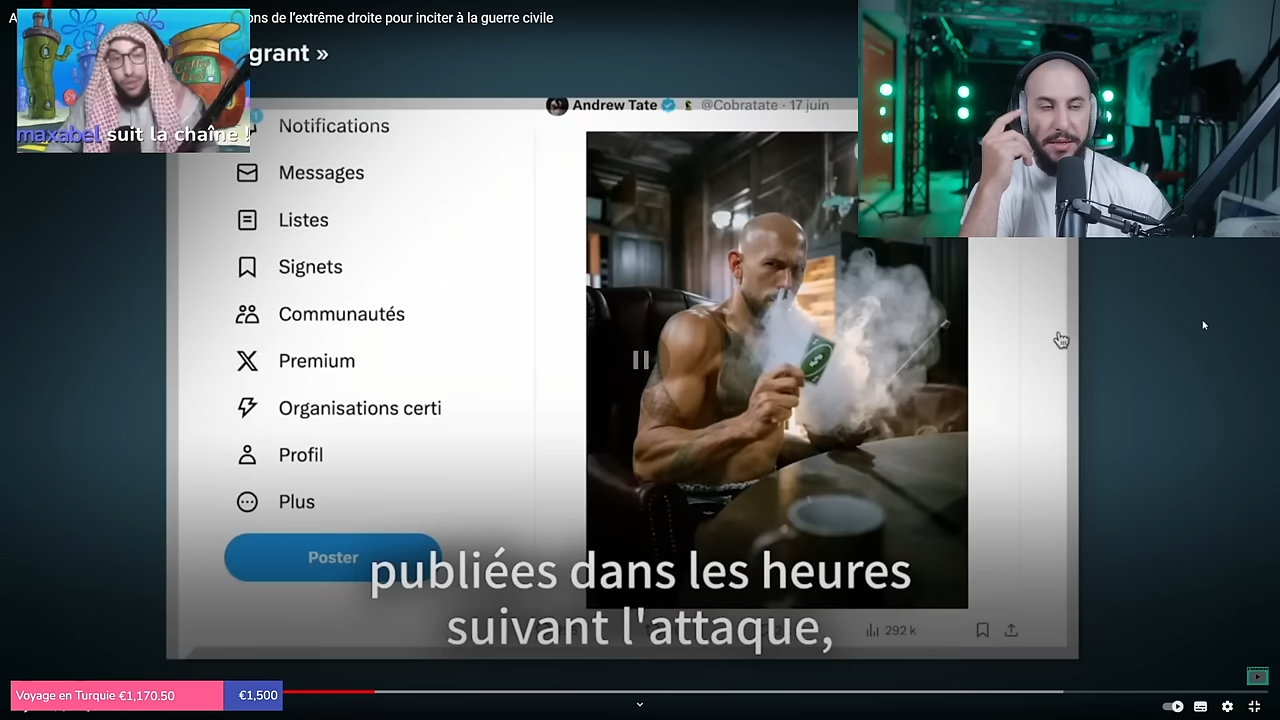 ons de l'extrême droite pour inciter à la guerre civile
grant »
maxabel suit la chaîne !
Andrew Tate @Cobratate · 17 juin
Notifications
Messages
Listes
Signets
Communautés
Premium
Organisations certi
Profil
Plus
Poster
publiées dans les heures
suivant l'attaque,
292 k
Voyage en Turquie €1,170.50 €1,500